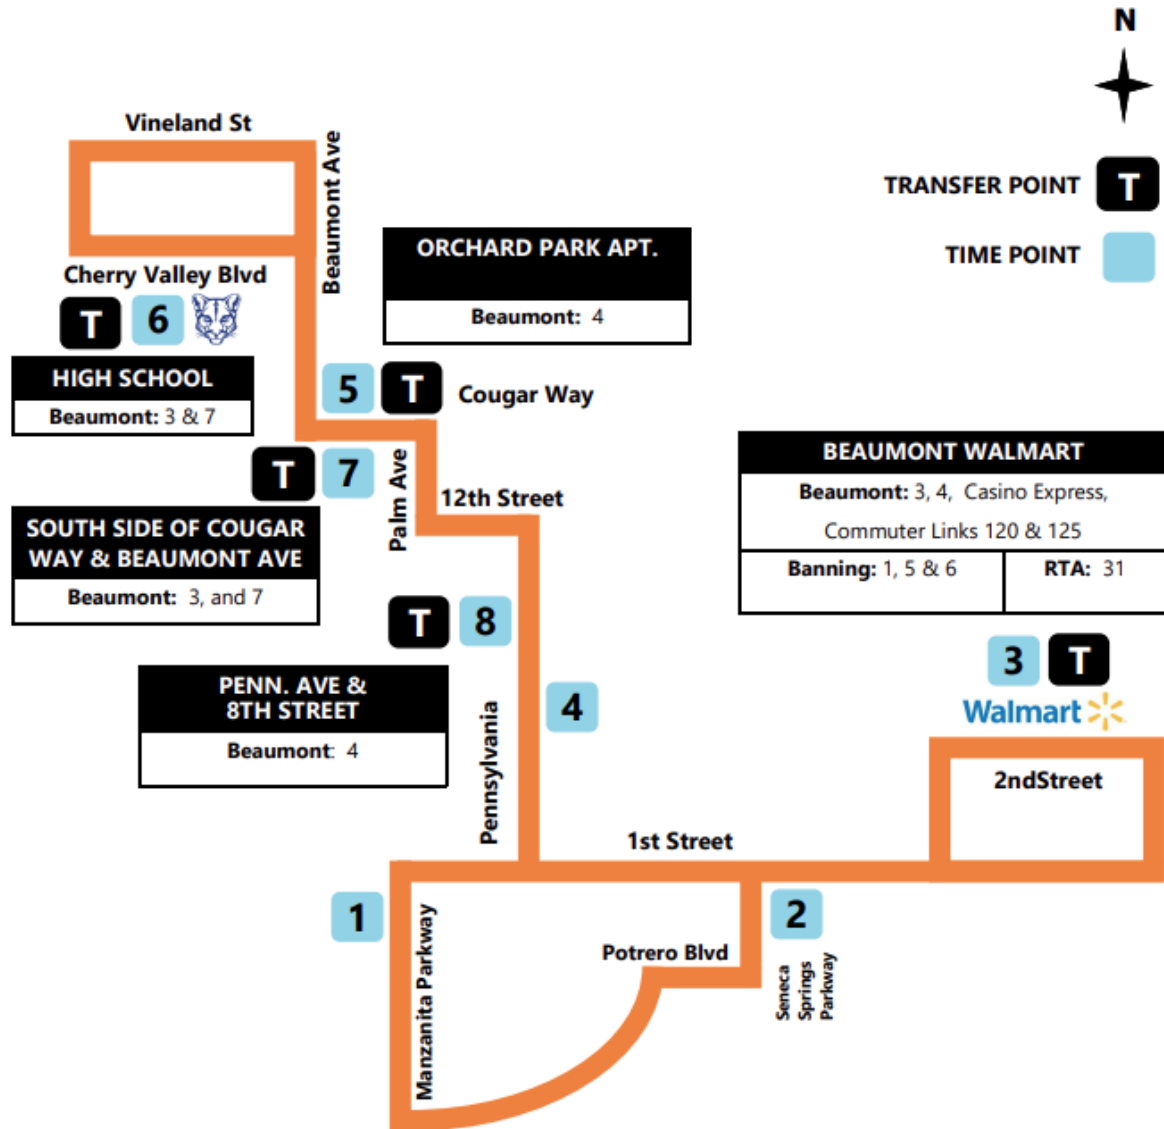 N
TRANSFER POINT T
TIME POINT
Vineland St
Beaumont Ave
Cherry Valley Blvd
T 6
HIGH SCHOOL
Beaumont: 3 & 7
ORCHARD PARK APT.
Beaumont: 4
5 T Cougar Way
T 7
Palm Ave
12th Street
SOUTH SIDE OF COUGAR
WAY & BEAUMONT AVE
Beaumont: 3, and 7
BEAUMONT WALMART
Beaumont: 3, 4, Casino Express,
Commuter Links 120 & 125
Banning: 1, 5 & 6
RTA: 31
T 8
PENN. AVE &
8TH STREET
Beaumont: 4
4
Pennsylvania
3 T
Walmart
2ndStreet
1st Street
1
Manzanita Parkway
2
Potrero Blvd
Seneca
Springs
Parkway